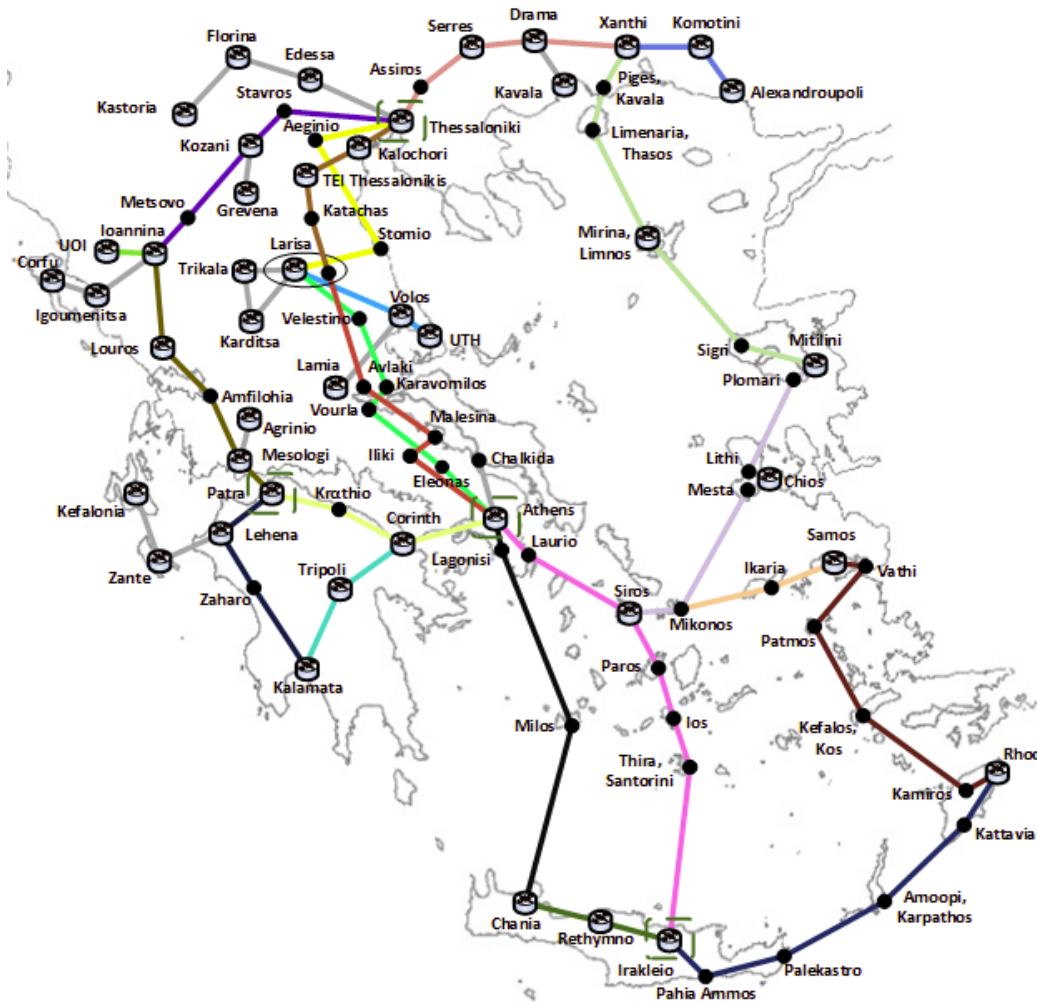 Drama
Xanthi
Komotini
Serres
Florina
Edessa
Assiros
Piges,
Kavala
Kavala
Alexandroupoli
Kastoria
Stavros
Aeginio
Thessaloniki
Limenaria,
Thasos
Kozani
Kalochori
TEI Thessalonikis
Grevena
Metsovo
Katachas
Ioannina
UOI
Stomio
Mirina,
Limnos
Corfu
Larisa
Trikala
Igoumenitsa
Volos
Velestino
Karditsa
UTH
Louros
Sigri
Mitilini
Lamia
Avlaki
Karavomilos
Plomari
Amfilohia
Vourla
Malesina
Agrinio
Iliki
Chalkida
Mesologi
Eleonas
Lithi
Mesta
Chios
Kefalonia
Patra
Krαthio
Corinth
Athens
Lehena
Lagonisi
Laurio
Samos
Zante
Tripoli
Ikaria
Vathi
Zaharo
Siros
Mikonos
Patmos
Kalamata
Paros
Milos
Ios
Kefalos,
Kos
Thira,
Santorini
Rhod
Kamiros
Kattavia
Chania
Rethymno
Irakleio
Amoopi,
Karpathos
Palekastro
Pahia Ammos